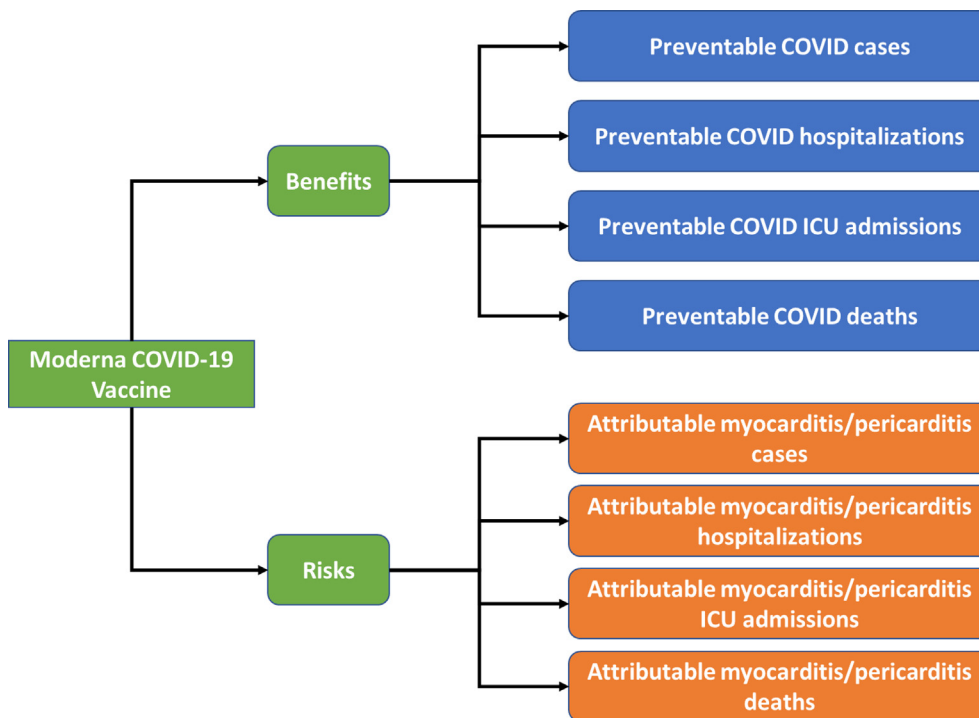 Preventable COVID cases
Preventable COVID hospitalizations
Benefits
Preventable COVID ICU admissions
Preventable COVID deaths
Moderna COVID-19
Vaccine
Attributable myocarditis/pericarditis
cases
Attributable myocarditis/pericarditis
hospitalizations
Risks
Attributable myocarditis/pericarditis
ICU admissions
Attributable myocarditis/pericarditis
deaths